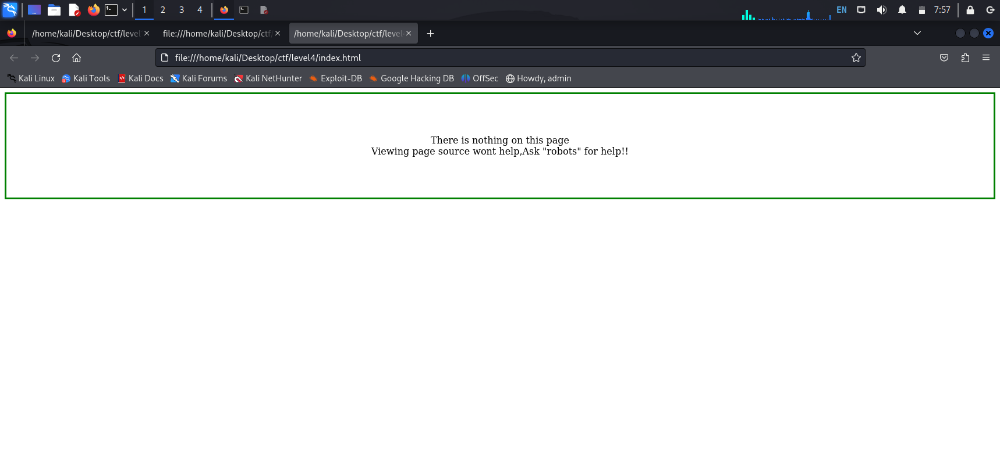 1 2 3 4 EN 7:57
/home/kali/Desktop/ctf/level file:///home/kali/Desktop/ctf/ /home/kali/Desktop/ctf/level
file:///home/kali/Desktop/ctf/level4/index.html
Kali Linux Kali Tools Kali Docs Kali Forums Kali NetHunter Exploit-DB Google Hacking DB OffSec Howdy, admin
There is nothing on this page
Viewing page source wont help,Ask "robots" for help!!